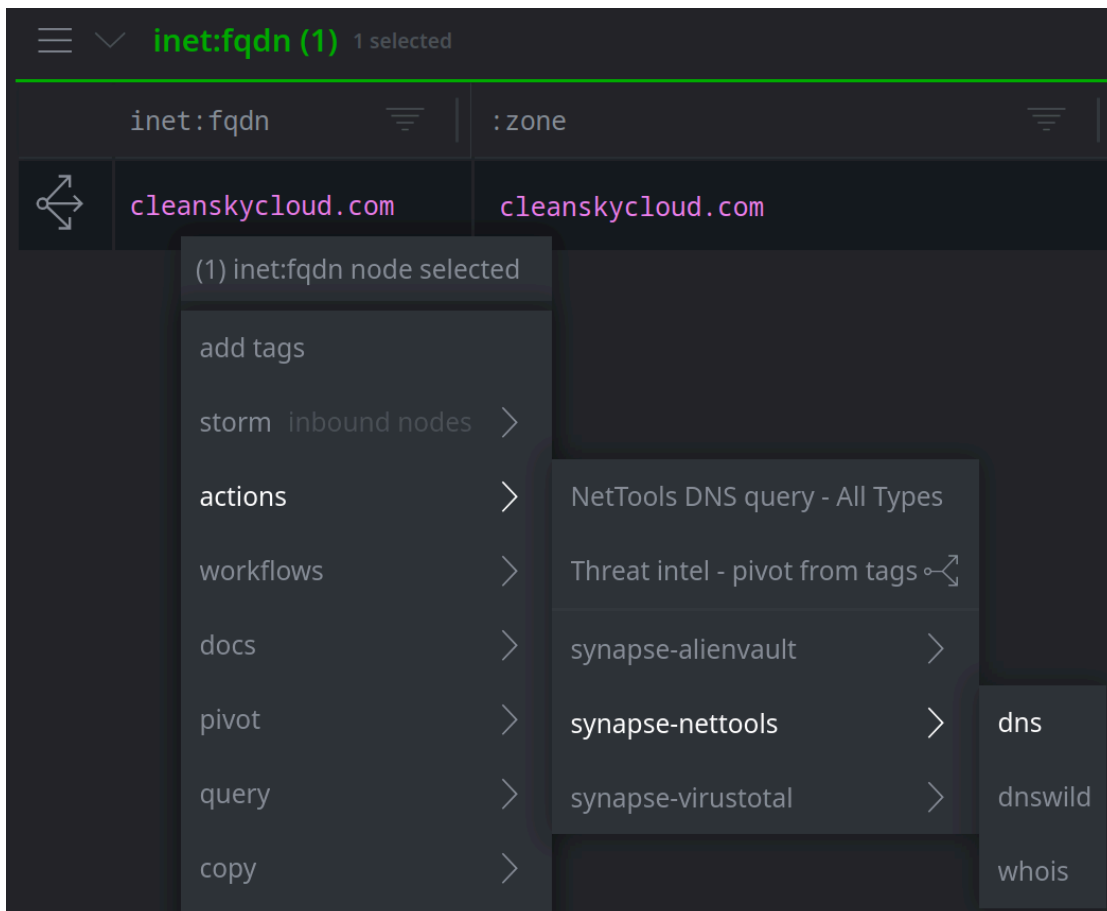 inet:fqdn (1) 1 selected
inet:fqdn :zone
cleanskycloud.com cleanskycloud.com
(1) inet:fqdn node selected
add tags
storm inbound nodes
actions
NetTools DNS query - All Types
workflows
Threat intel - pivot from tags
docs
synapse-alienvault
pivot
synapse-nettools
dns
query
synapse-virustotal
dnswild
copy
whois